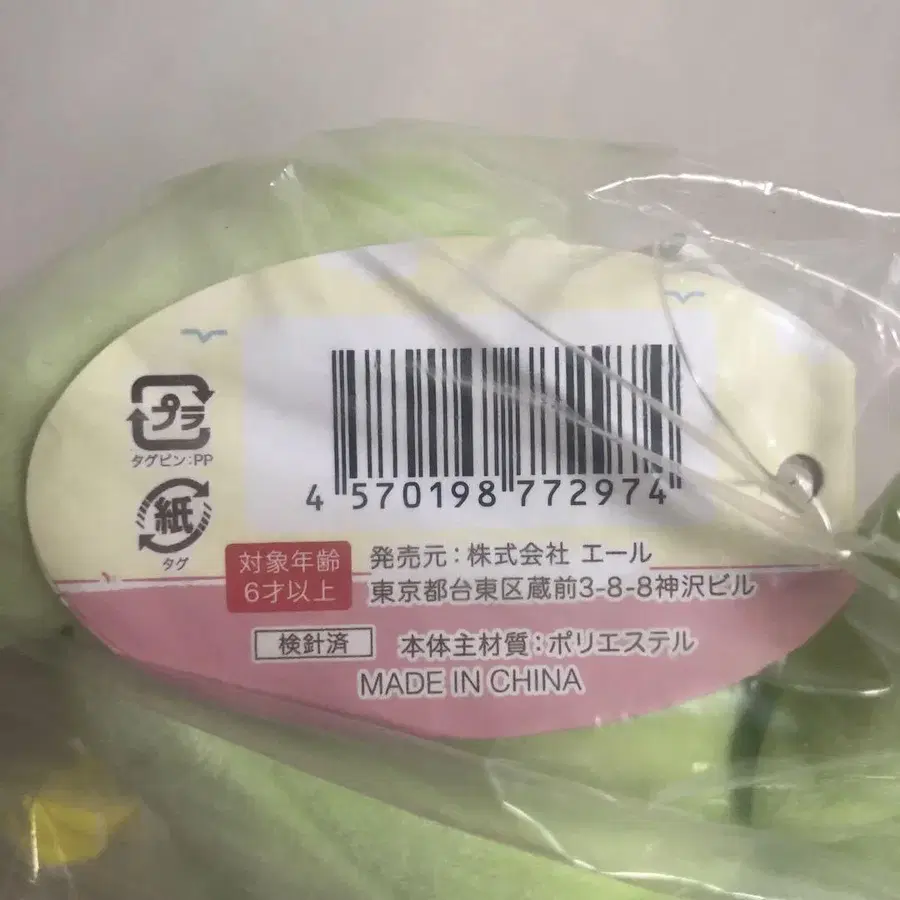 プラ
タグピン:PP
紙
タグ
4 570198 772974
対象年齢
6才以上
発売元:株式会社 エール
東京都台東区蔵前3-8-8神沢ビル
検針済
本体主材質:ポリエステル
MADE IN CHINA